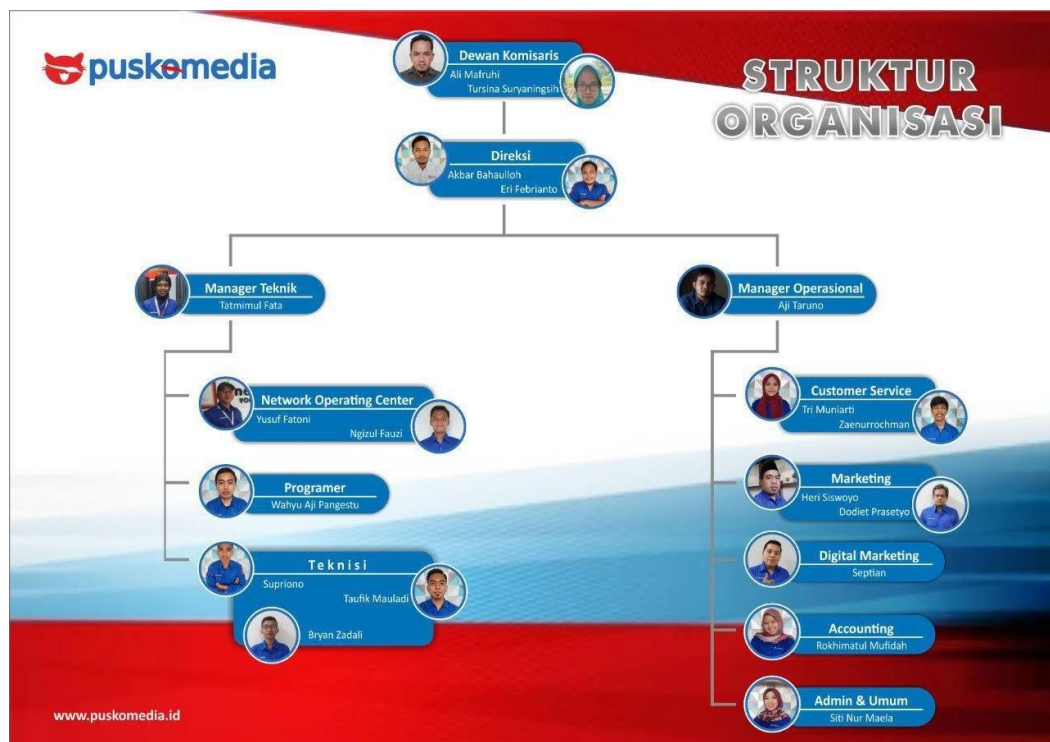 puskomedia
STRUKTUR
ORGANISASI
Dewan Komisaris
Ali Mafruhi
Tursina Suryaningsih
Direksi
Akbar Bahaulloh
Eri Febrianto
Manager Teknik
Tatmimul Fata
Network Operating Center
Yusuf Fatoni
Ngizul Fauzi
Programer
Wahyu Aji Pangestu
Teknisi
Supriono
Taufik Mauladi
Bryan Zadali
Manager Operasional
Aji Taruno
Customer Service
Tri Muniarti
Zaenurrochman
Marketing
Heri Siswoyo
Dodiet Prasetyo
Digital Marketing
Septian
Accounting
Rokhimatul Mufidah
Admin & Umum
Siti Nur Maela
www.puskomedia.id